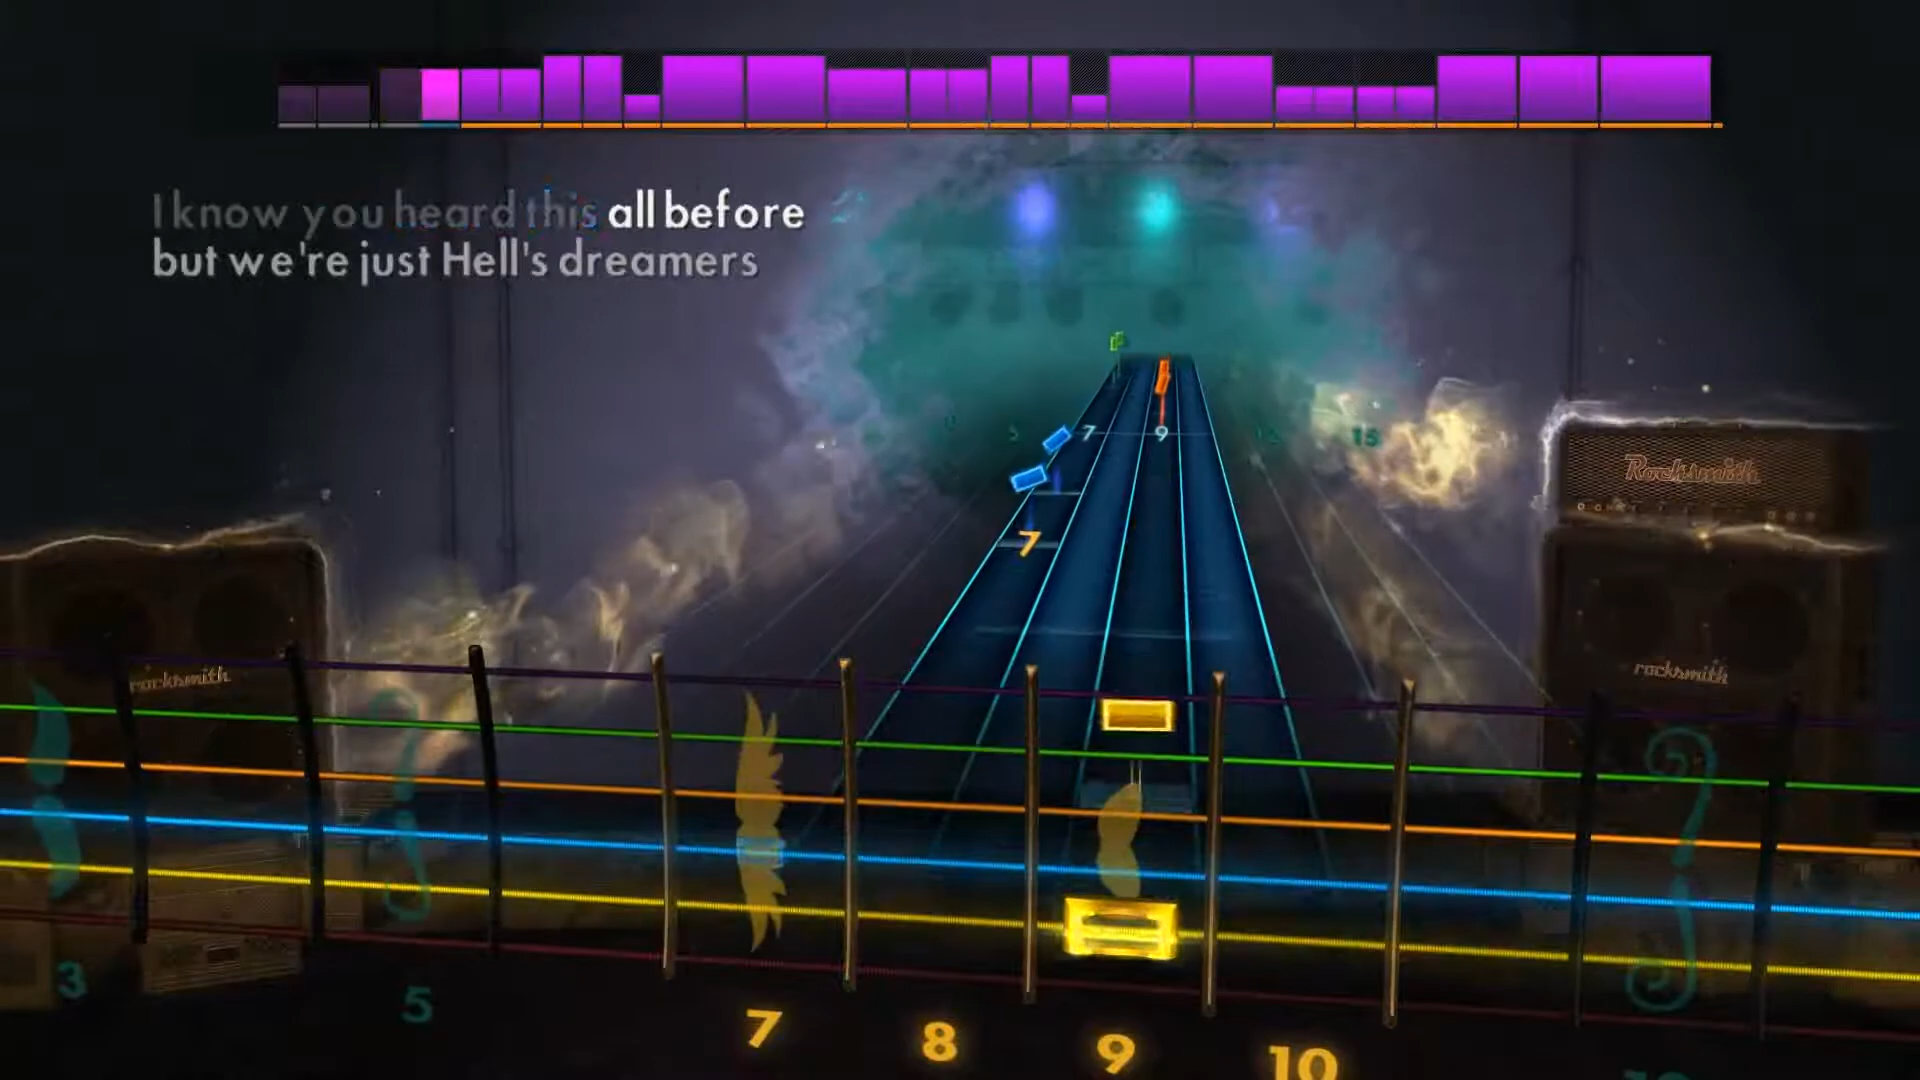 I know you heard this all before
but we're just Hell's dreamers
7 9 15
Rocksmith
7
rocksmith
rocksmith
3 5 7 8 9 10